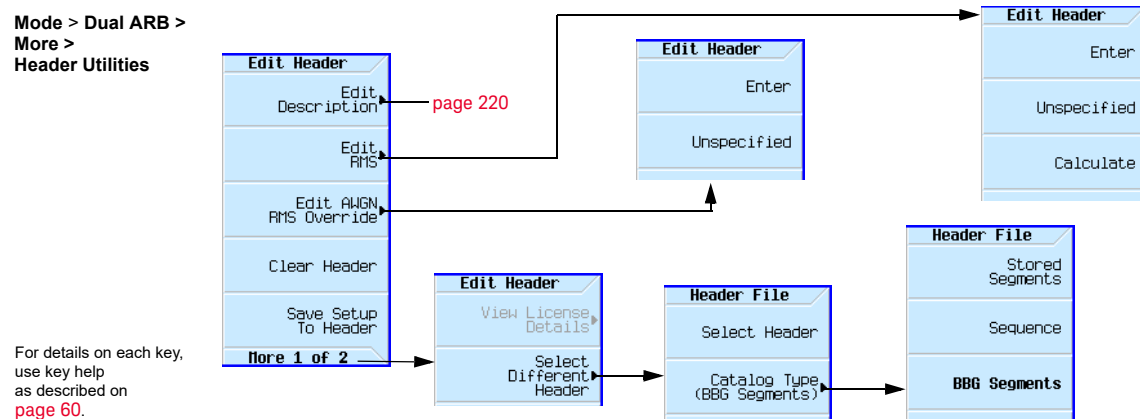 Mode > Dual ARB >
More >
Header Utilities
Edit Header
Edit
Description
page 220
Edit
RMS
Edit AWGN
RMS Override
Clear Header
Save Setup
To Header
More 1 of 2
Edit Header
Enter
Unspecified
Edit Header
Enter
Unspecified
Calculate
Edit Header
View License
Details
Select
Different
Header
Header File
Select Header
Catalog Type
(BBG Segments)
Header File
Stored
Segments
Sequence
BBG Segments
For details on each key,
use key help
as described on
page 60.